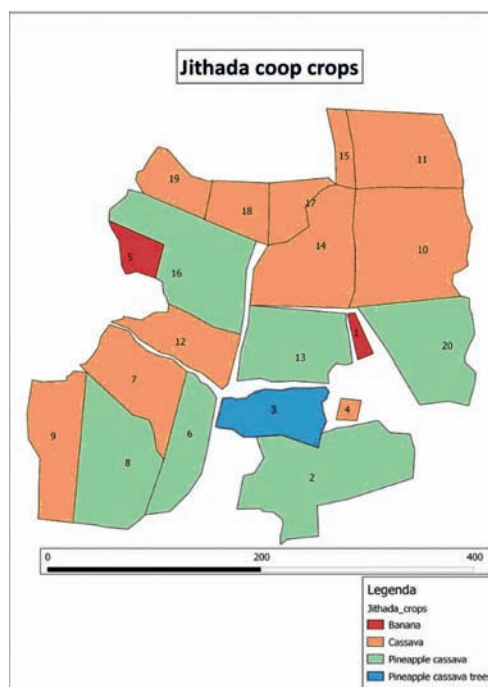 Jithada coop crops
15
11
19
17
18
14
10
5
16
12
13
1
20
7
3
4
9
6
8
2
0 200 400
Legenda
Jithada_crops
Banana
Cassava
Pineapple cassava
Pineapple cassava trees